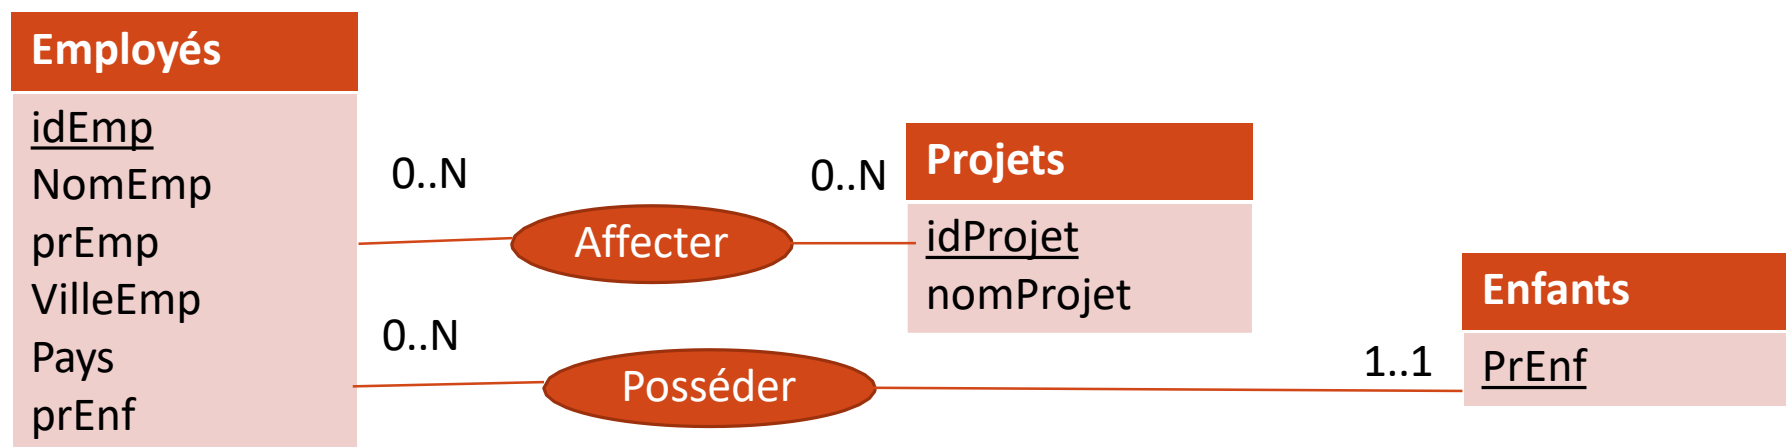 Employés
idEmp
NomEmp
prEmp
VilleEmp
Pays
prEnf
0..N
Affecter
0..N
Projets
idProjet
nomProjet
0..N
Posséder
1..1
Enfants
PrEnf